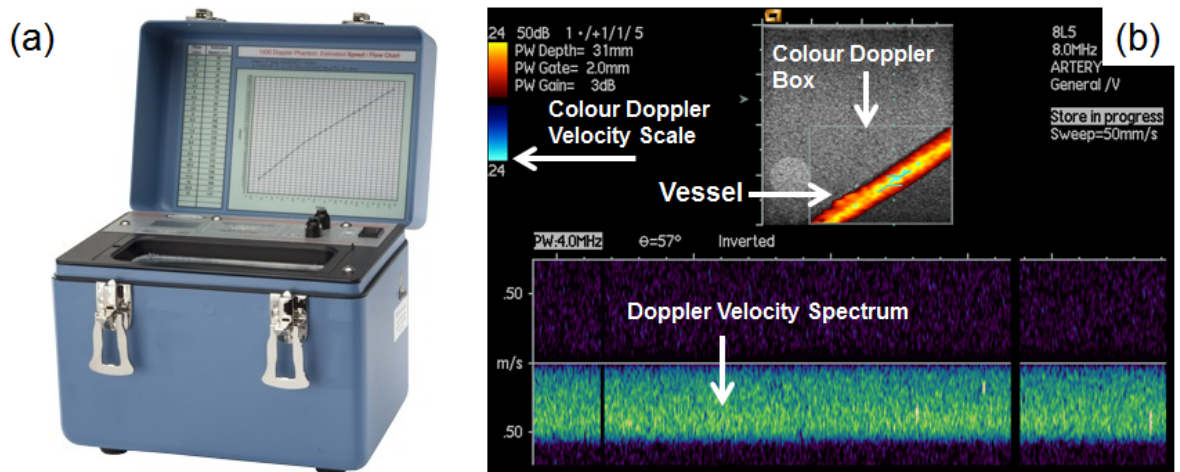 (a)
1430 Doppler Phantom: Estimated Speed / Flow Chart
24
50dB 1 •/+1/1/ 5
PW Depth= 31mm
PW Gate= 2.0mm
PW Gain= 3dB
Colour Doppler
Velocity Scale
24
Colour Doppler
Box
Vessel
8L5
8.0MHz
ARTERY
General /V
Store in progress
Sweep=50mm/s
(b)
PW:4.0MHz
Θ=57°
Inverted
.50
Doppler Velocity Spectrum
m/s
.50